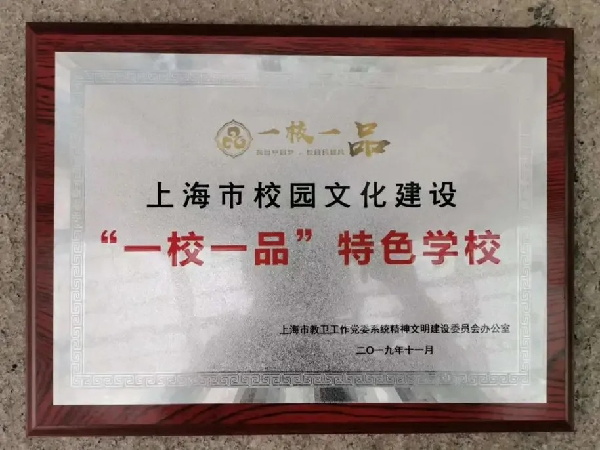 一校一品
上海市校园文化建设
“一校一品”特色学校
上海市教卫工作党委系统精神文明建设委员会办公室
二〇一九年十一月